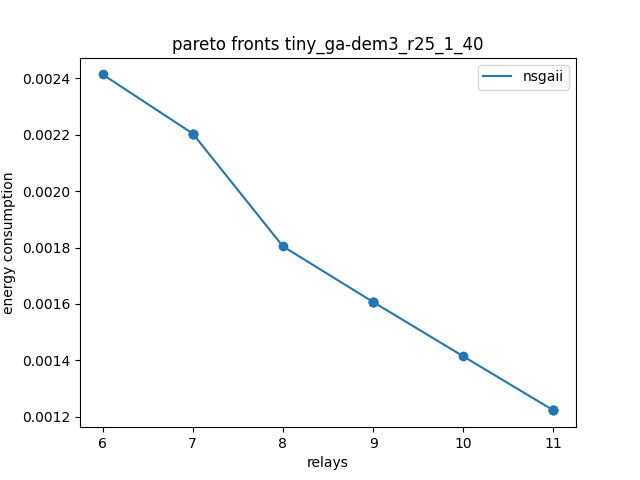 pareto fronts tiny_ga-dem3_r25_1_40
nsgaii
energy consumption
0.0024
0.0022
0.0020
0.0018
0.0016
0.0014
0.0012
6 7 8 9 10 11
relays